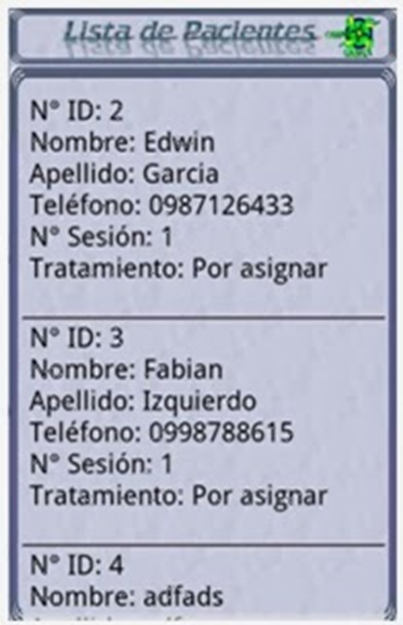 Lista de Pacientes
N° ID: 2
Nombre: Edwin
Apellido: Garcia
Teléfono: 0987126433
N° Sesión: 1
Tratamiento: Por asignar
N° ID: 3
Nombre: Fabian
Apellido: Izquierdo
Teléfono: 0998788615
N° Sesión: 1
Tratamiento: Por asignar
N° ID: 4
Nombre: adfads